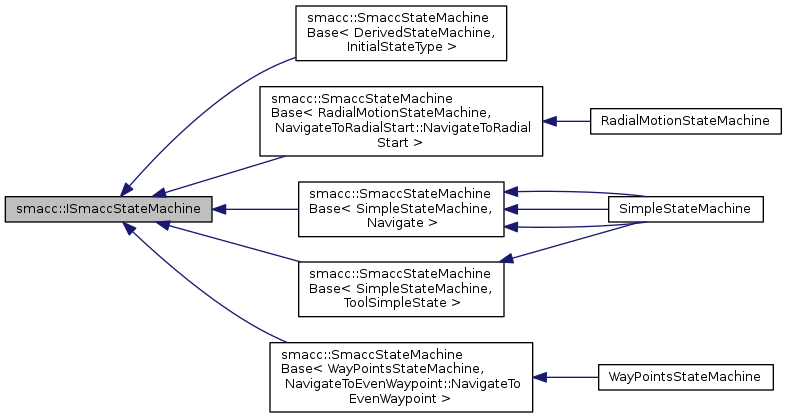 smacc::SmaccStateMachine
Base< DerivedStateMachine,
InitialStateType >
smacc::SmaccStateMachine
Base< RadialMotionStateMachine,
NavigateToRadialStart::NavigateToRadial
Start >
RadialMotionStateMachine
smacc::ISmaccStateMachine
smacc::SmaccStateMachine
Base< SimpleStateMachine,
Navigate >
SimpleStateMachine
smacc::SmaccStateMachine
Base< SimpleStateMachine,
ToolSimpleState >
smacc::SmaccStateMachine
Base< WayPointsStateMachine,
NavigateToEvenWaypoint::NavigateTo
EvenWaypoint >
WayPointsStateMachine